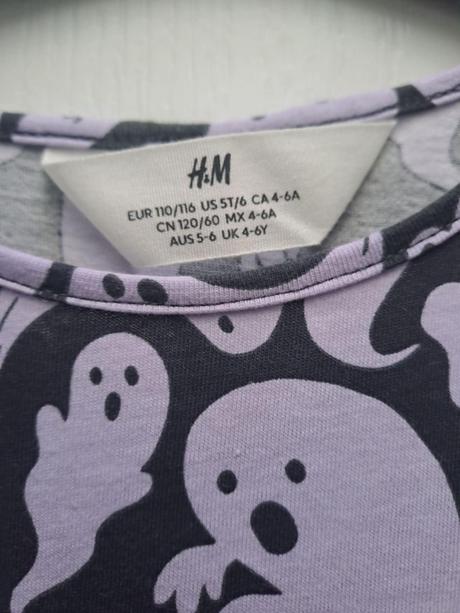 H&M
EUR 110/116 US 5T/6 CA 4-6A
CN 120/60 MX 4-6A
AUS 5-6 UK 4-6Y